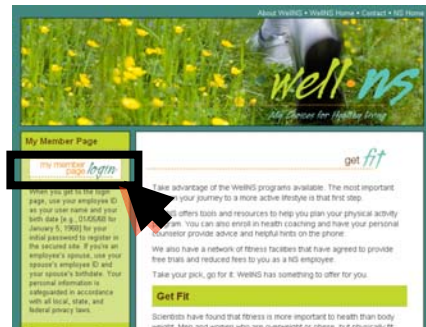 About WellNS • WellNS Home • Contact • NS Home
well·ns
My Choices for Healthy Living
My Member Page
my member page login
When you get to the login
page, use your employee ID
as your user name and your
birth date [e.g., 01/05/68 for
January 5, 1968] for your
initial password to register in
the secured site. If you're an
employee's spouse, use your
spouse's employee ID and
your spouse's birthdate. Your
personal information is
safeguarded in accordance
with all local, state, and
federal privacy laws.
get fit
Take advantage of the WellNS programs available. The most important
your journey to a more active lifestyle is that first step.
offers tools and resources to help you plan your physical activity
You can also enroll in health coaching and have your personal
counselor provide advice and helpful hints on the phone.
We also have a network of fitness facilities that have agreed to provide
free trials and reduced fees to you as a NS employee.
Take your pick, go for it. WellNS has something to offer for you.
Get Fit
Scientists have found that fitness is more important to health than body